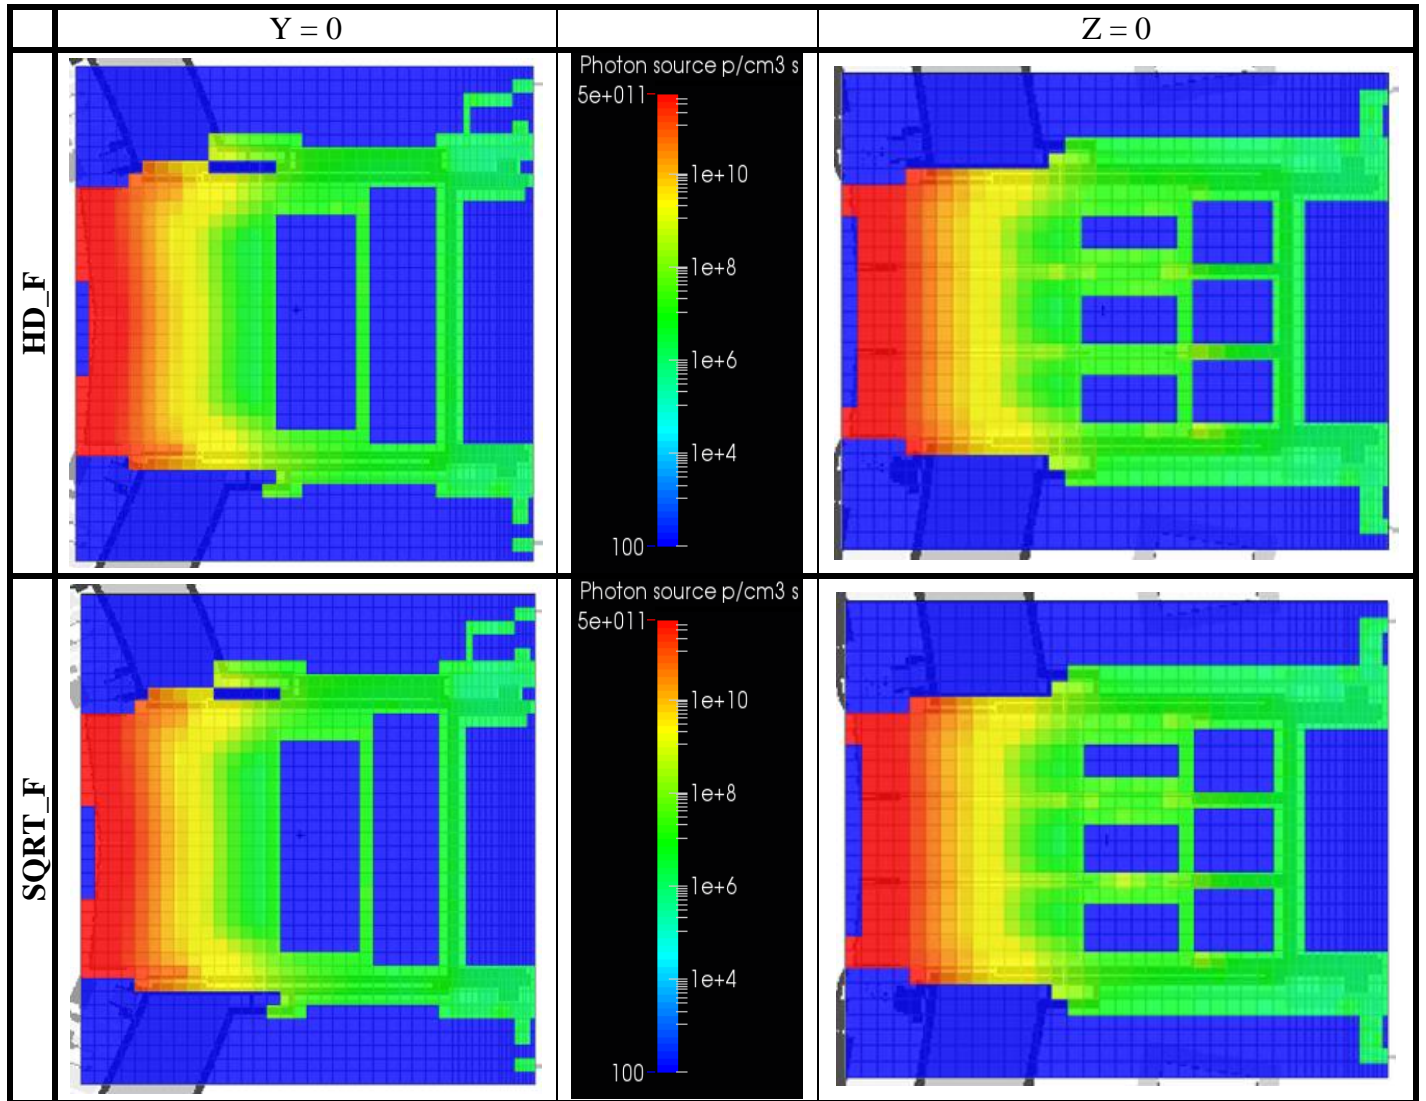 Y = 0
Z = 0
HD_F
Photon source p/cm3 s
5e+011
1e+10
1e+8
1e+6
1e+4
100
SQRT_F
Photon source p/cm3 s
5e+011
1e+10
1e+8
1e+6
1e+4
100